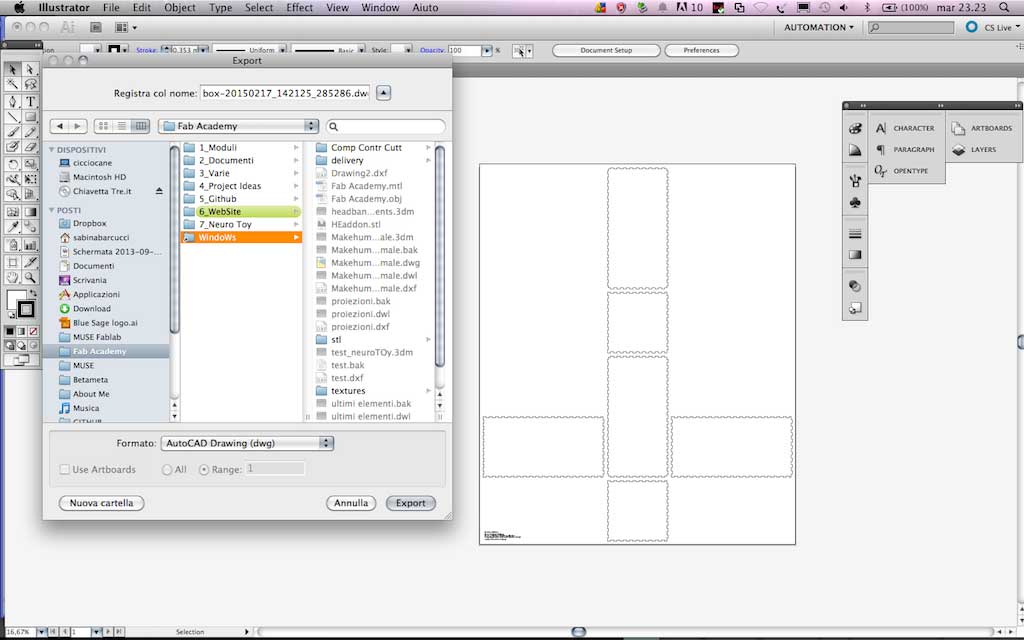 Illustrator File Edit Object Type Select Effect View Window Aiuto
10 (100%) mar 23.23
AUTOMATION CS Live
Stroke: 0.353 m Uniform Basic Style: Opacity: 100 % Document Setup Preferences
Export
Registra col nome: box-20150217_142125_285286.dw
Fab Academy
DISPOSITIVI
cicciocane
Macintosh HD
Chiavetta Tre.it
POSTI
Dropbox
sabinabarcucci
Schermata 2013-09-...
Documenti
Scrivania
Applicazioni
Download
Blue Sage logo.ai
MUSE Fablab
Fab Academy
MUSE
Betameta
About Me
Musica
GITHUB
1_Moduli
2_Documenti
3_Varie
4_Project Ideas
5_Github
6_WebSite
7_Neuro Toy
WindoWs
Comp Contr Cutt
delivery
Drawing2.dxf
Fab Academy.mtl
Fab Academy.obj
headban...ents.3dm
HEaddon.stl
Makehum...ale.3dm
Makehum...male.bak
Makehum...male.dwg
Makehum...male.dwl
Makehum...male.dxf
proiezioni.bak
proiezioni.dwl
proiezioni.dxf
stl
test_neuroTOy.3dm
test.bak
test.dxf
textures
ultimi elementi.bak
ultimi elementi.dwl
Formato: AutoCAD Drawing (dwg)
Use Artboards All Range: 1
Nuova cartella Annulla Export
CHARACTER
PARAGRAPH
OPENTYPE
ARTBOARDS
LAYERS
16,67% 1 Selection